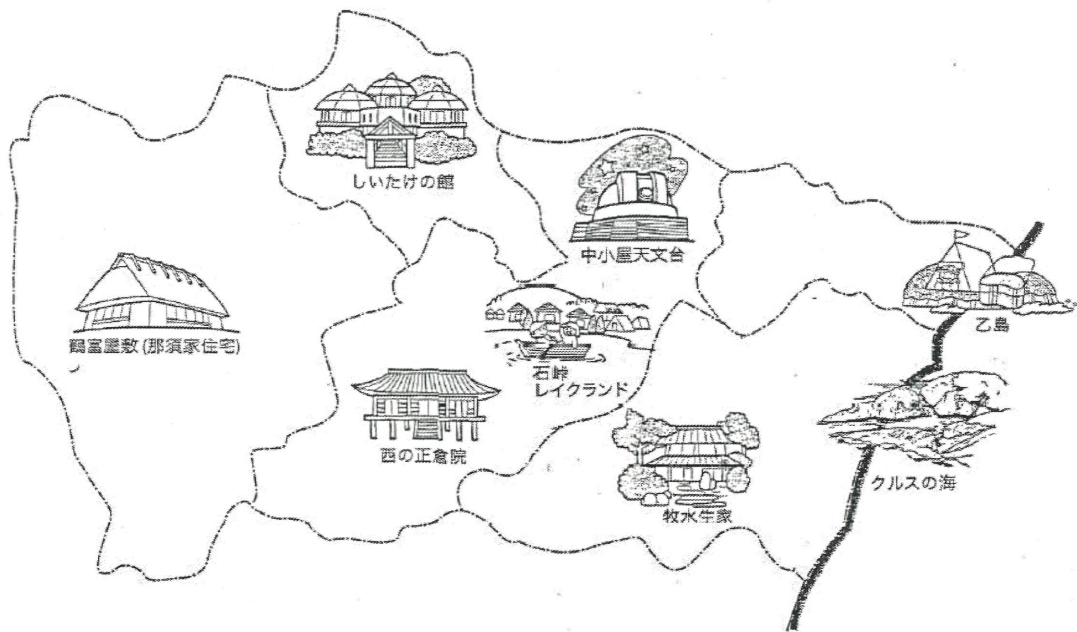 しいたけの館
中小屋天文台
乙島
鶴富屋敷(那須家住宅)
石峠
レイクランド
西の正倉院
クルスの海
牧水生家